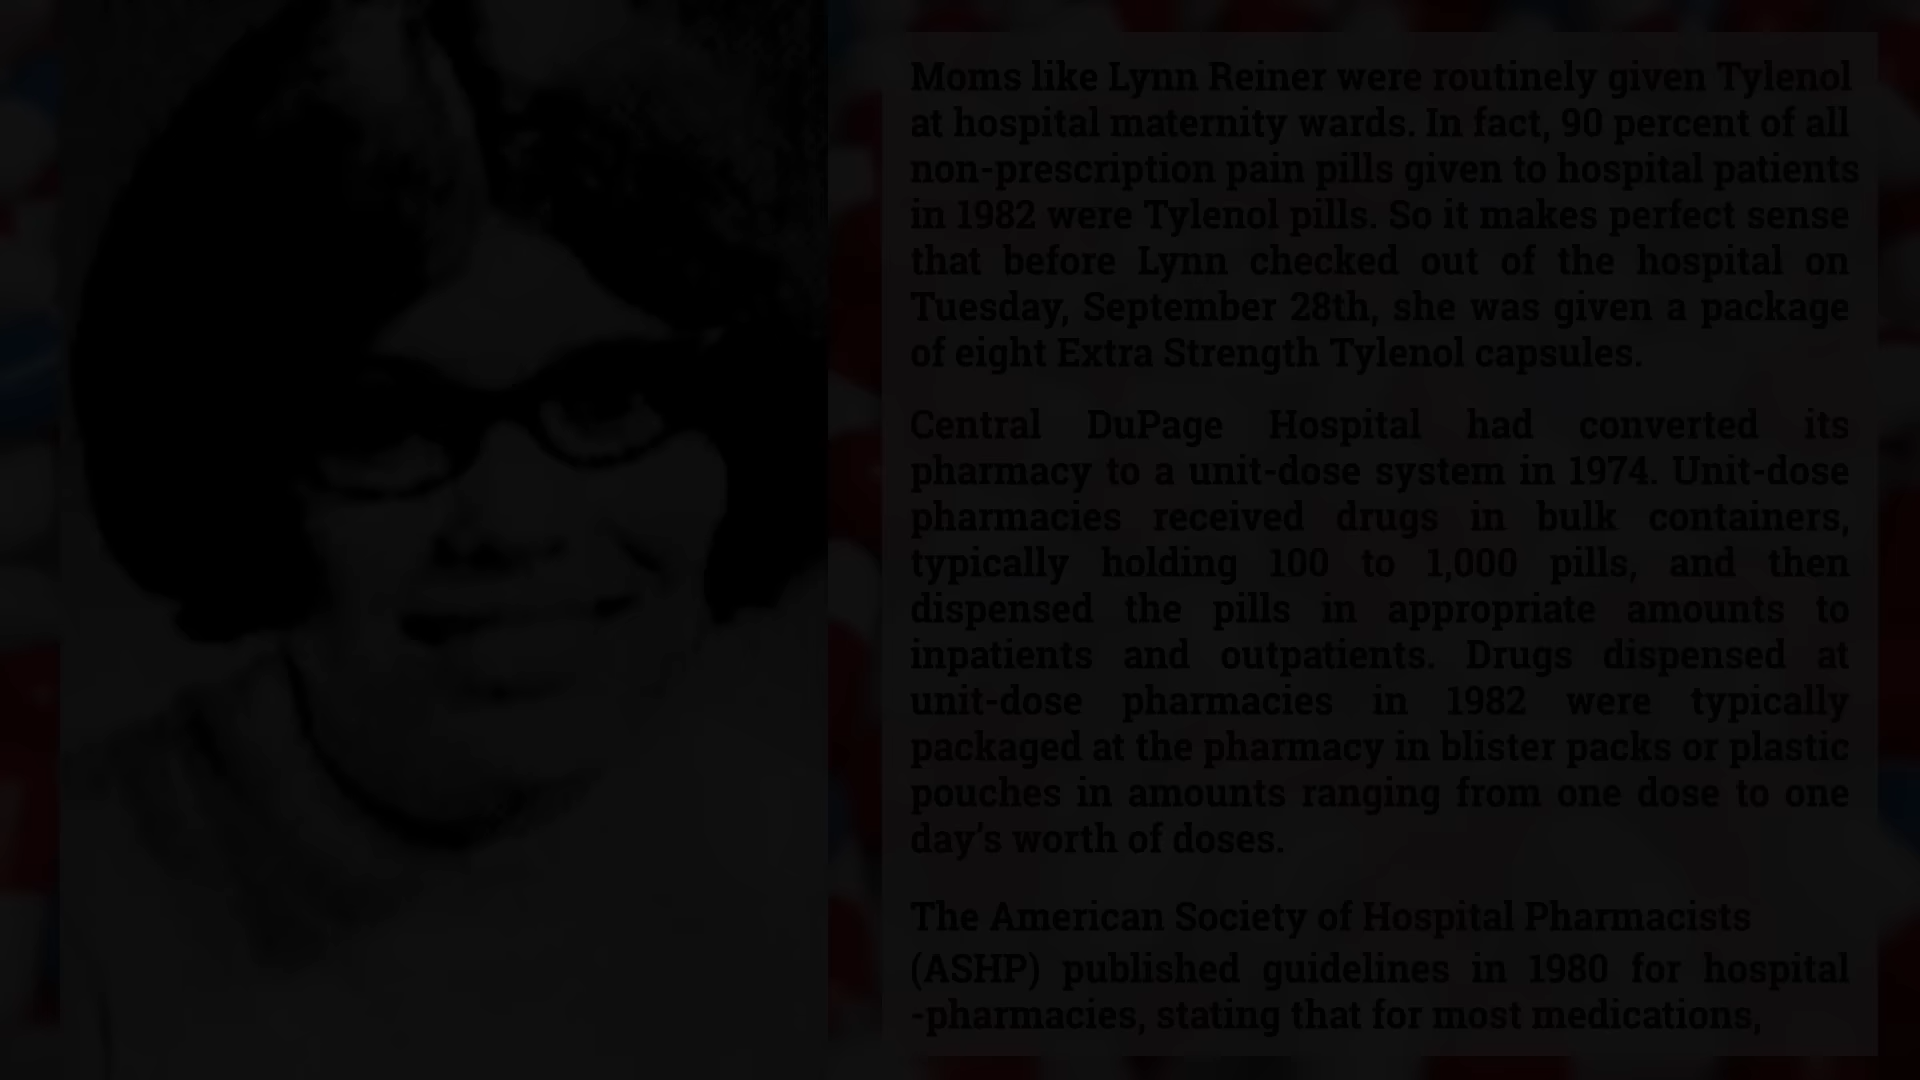 Moms like Lynn Reiner were routinely given Tylenol
at hospital maternity wards. In fact, 90 percent of all
non-prescription pain pills given to hospital patients
in 1982 were Tylenol pills. So it makes perfect sense
that before Lynn checked out of the hospital on
Tuesday, September 28th, she was given a package
of eight Extra Strength Tylenol capsules.
Central DuPage Hospital had converted its
pharmacy to a unit-dose system in 1974. Unit-dose
pharmacies received drugs in bulk containers,
typically holding 100 to 1,000 pills, and then
dispensed the pills in appropriate amounts to
inpatients and outpatients. Drugs dispensed at
unit-dose pharmacies in 1982 were typically
packaged at the pharmacy in blister packs or plastic
pouches in amounts ranging from one dose to one
day’s worth of doses.
The American Society of Hospital Pharmacists
(ASHP) published guidelines in 1980 for hospital
-pharmacies, stating that for most medications,